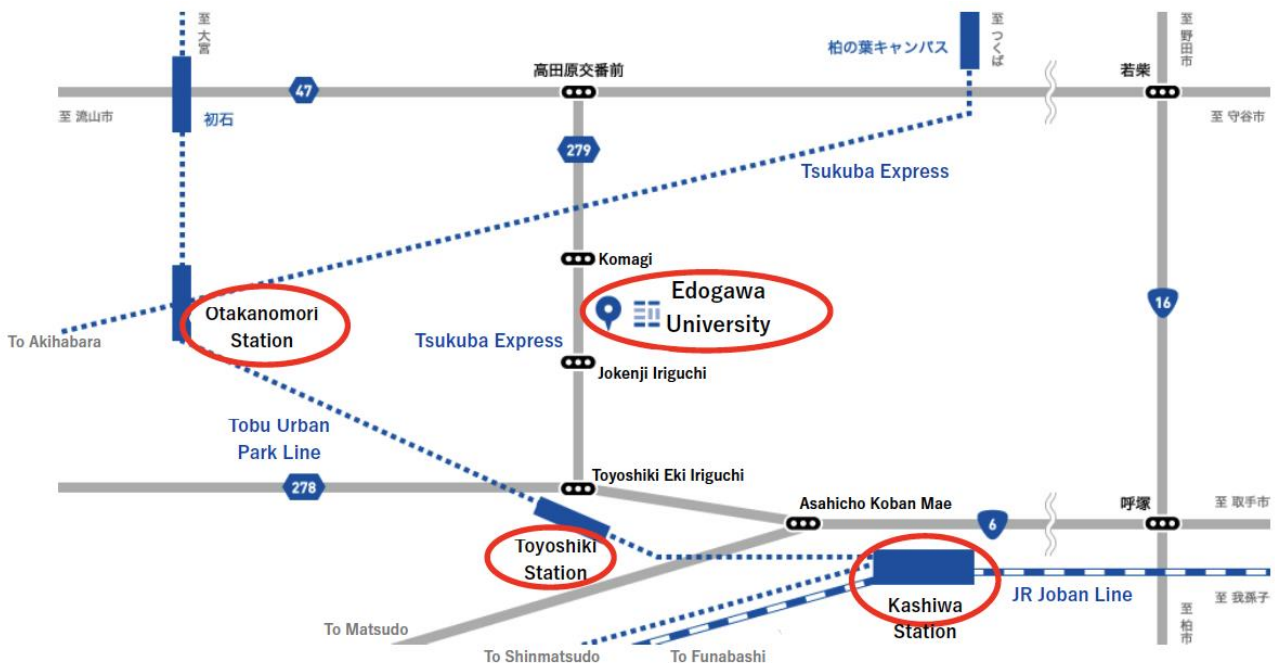 至大宮
柏の葉キャンパス
至つくば
至野田市
高田原交番前
若柴
47
至 流山市
初石
至 守谷市
279
Tsukuba Express
Komagi
Edogawa
University
16
Otakanomori
Station
To Akihabara
Tsukuba Express
Jokenji Iriguchi
Tobu Urban
Park Line
Toyoshiki Eki Iriguchi
278
Asahicho Koban Mae
6
呼塚
至 取手市
Toyoshiki
Station
Kashiwa
Station
JR Joban Line
至 我孫子
至柏市
To Matsudo
To Shinmatsudo
To Funabashi